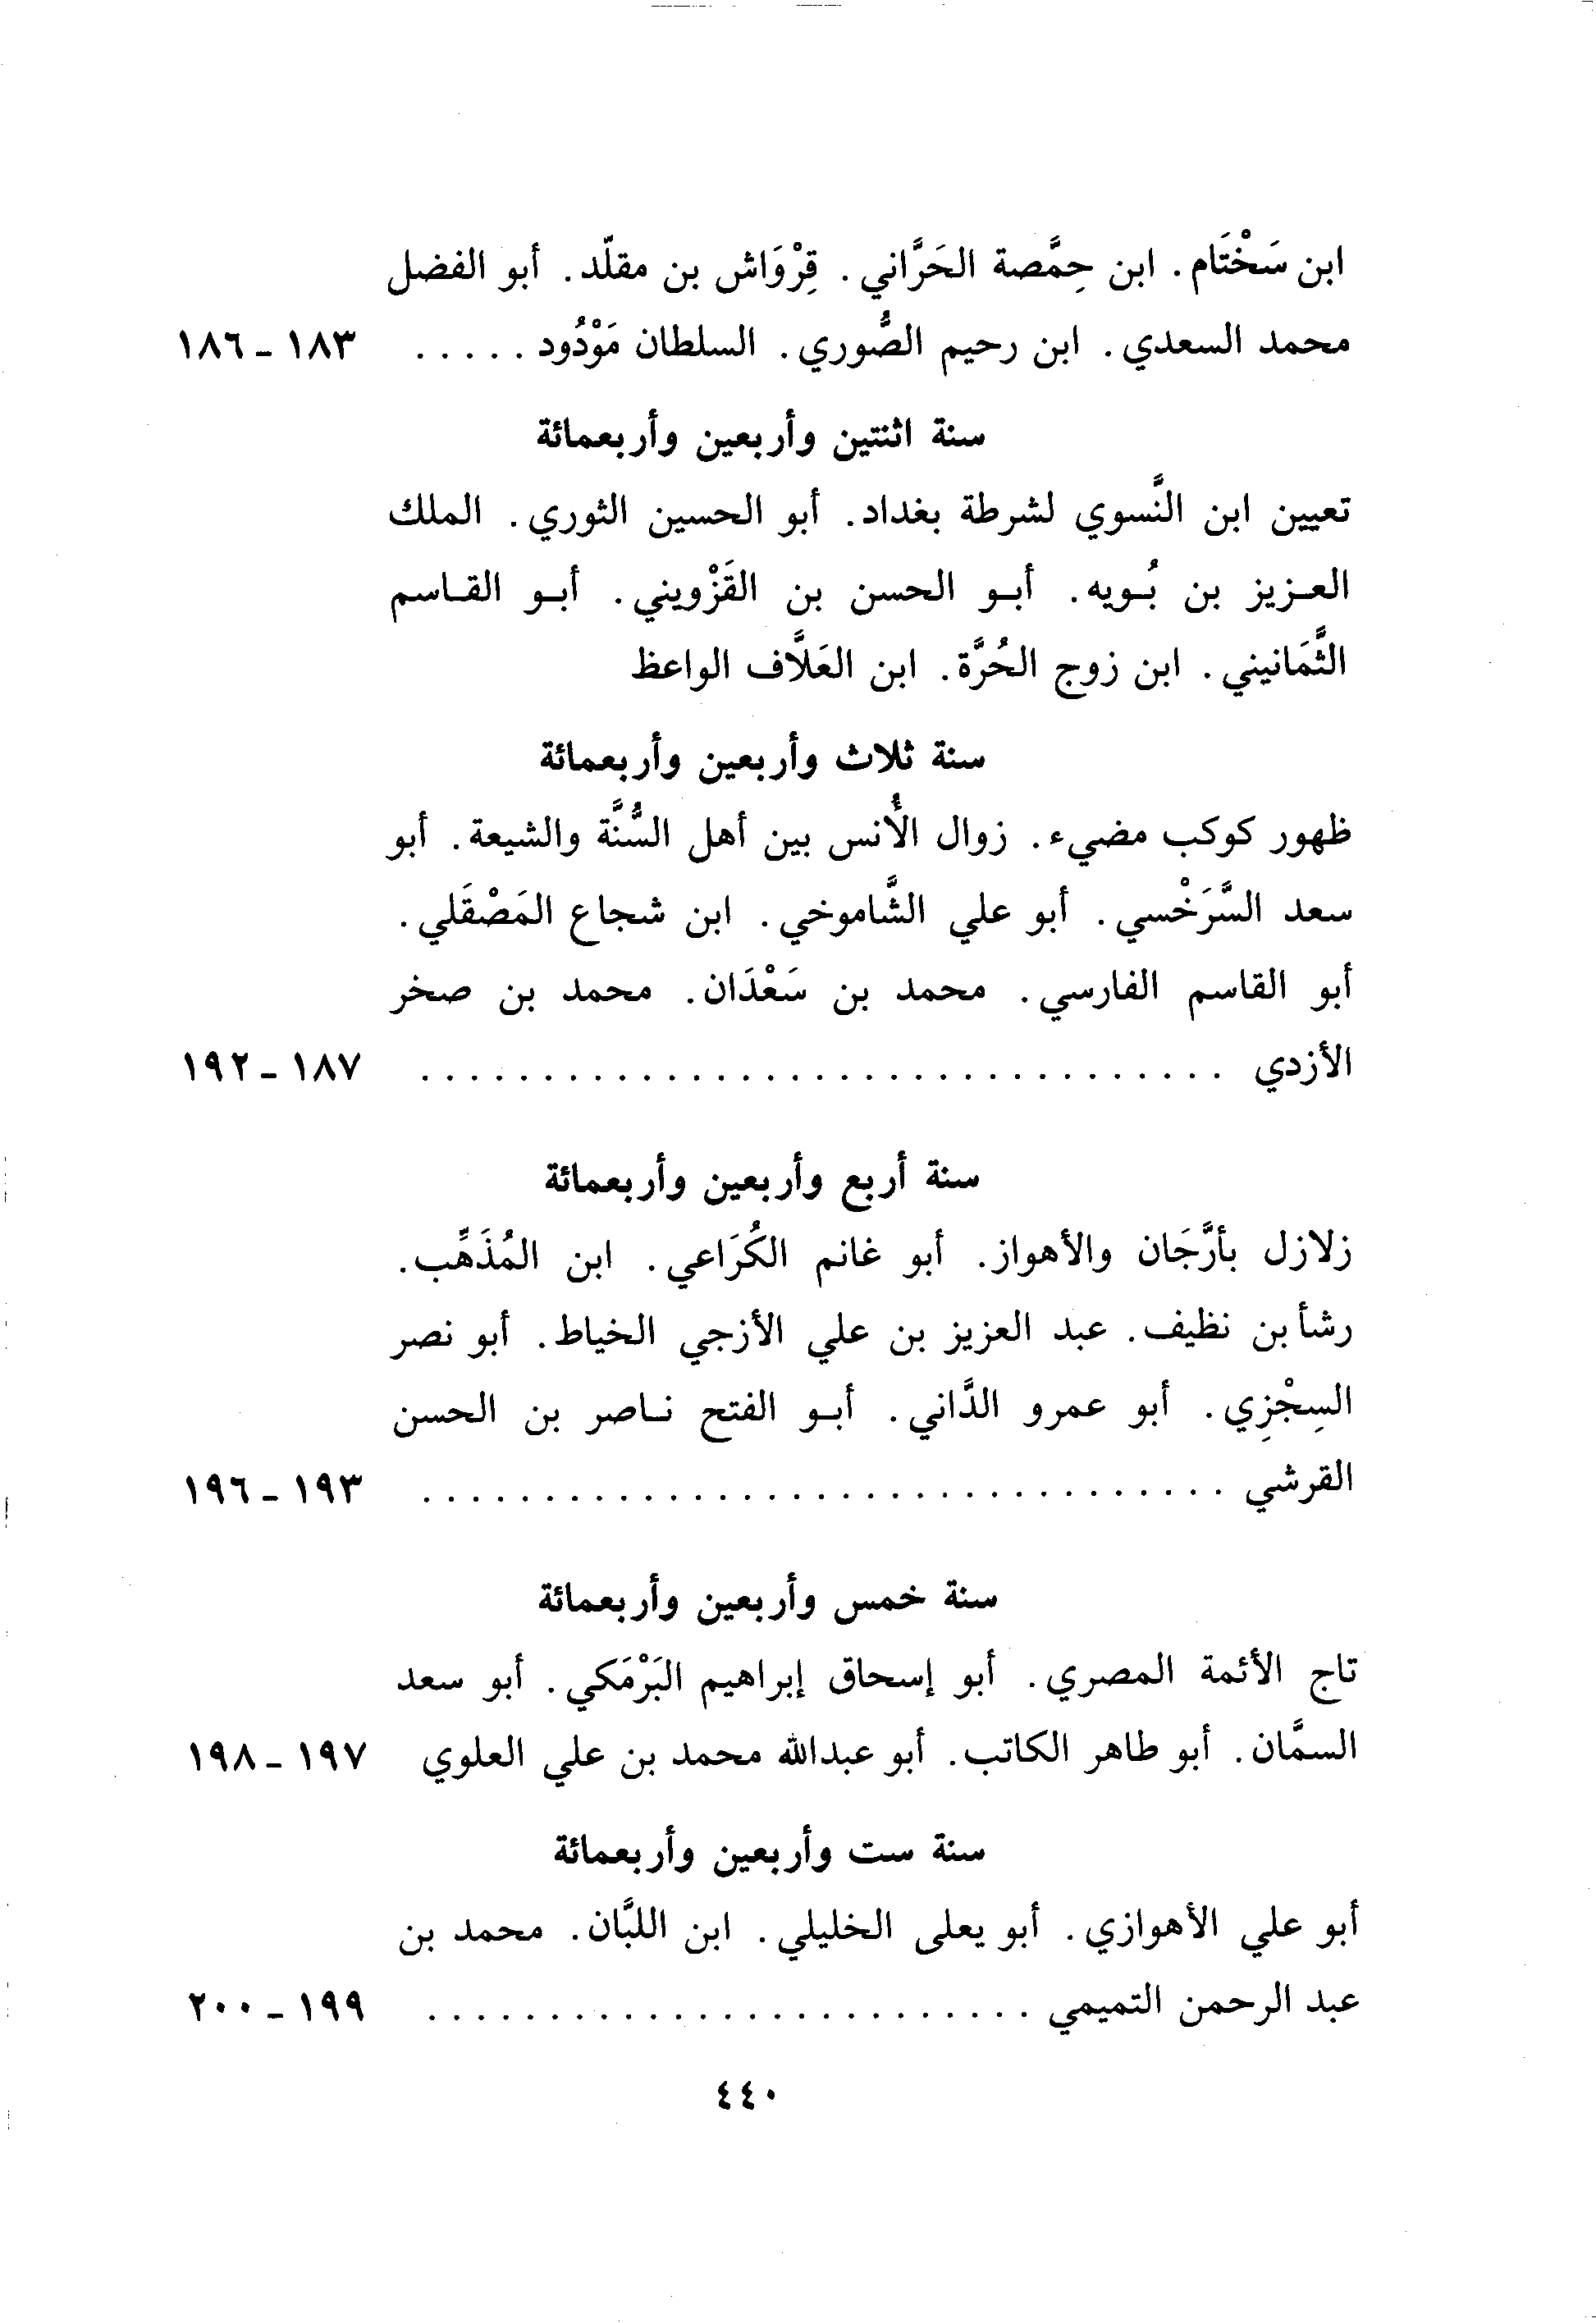 ابن سَخْتَام. ابن حِمَّصة الحَرَّاني. قِرْوَاش بن مقلّد. أبو الفضل
محمد السعدي. ابن رحيم الصُّوري. السلطان مَوْدُود ..... ١٨٣ - ١٨٦
سنة اثنتين وأربعين وأربعمائة
تعيين ابن النَّسوي لشرطة بغداد. أبو الحسين الثوري. الملك
العزيز بن بُويه. أبو الحسن بن القَزْويني. أبو القاسم
الثَّمَانيني. ابن زوج الحُرَّة. ابن العَلَّاف الواعظ
سنة ثلاث وأربعين وأربعمائة
ظهور كوكب مضيء. زوال الأُنس بين أهل السُّنَّة والشيعة. أبو
سعد السَّرَخْسي. أبو علي الشَّاموخي. ابن شجاع المَصْقَلي.
أبو القاسم الفارسي. محمد بن سَعْدَان. محمد بن صخر
الأزدي ................................. ١٨٧ - ١٩٢
سنة أربع وأربعين وأربعمائة
زلازل بأرَّجَان والأهواز. أبو غانم الكُرَاعي. ابن المُذَهِّب.
رشأ بن نظيف. عبد العزيز بن علي الأزجي الخياط. أبو نصر
السِجْزِي. أبو عمرو الدَّاني. أبو الفتح ناصر بن الحسن
القرشي ................................. ١٩٣ - ١٩٦
سنة خمس وأربعين وأربعمائة
تاج الأئمة المصري. أبو إسحاق إبراهيم البَرْمَكي. أبو سعد
السمَّان. أبو طاهر الكاتب. أبو عبدالله محمد بن علي العلوي ١٩٧ - ١٩٨
سنة ست وأربعين وأربعمائة
أبو علي الأهوازي. أبو يعلى الخليلي. ابن اللبَّان. محمد بن
عبد الرحمن التميمي ......................... ١٩٩ - ٢٠٠
٤٤٠